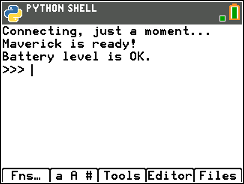 PYTHON SHELL
Connecting, just a moment...
Maverick is ready!
Battery level is OK.
>>>
Fns… a A # Tools Editor Files